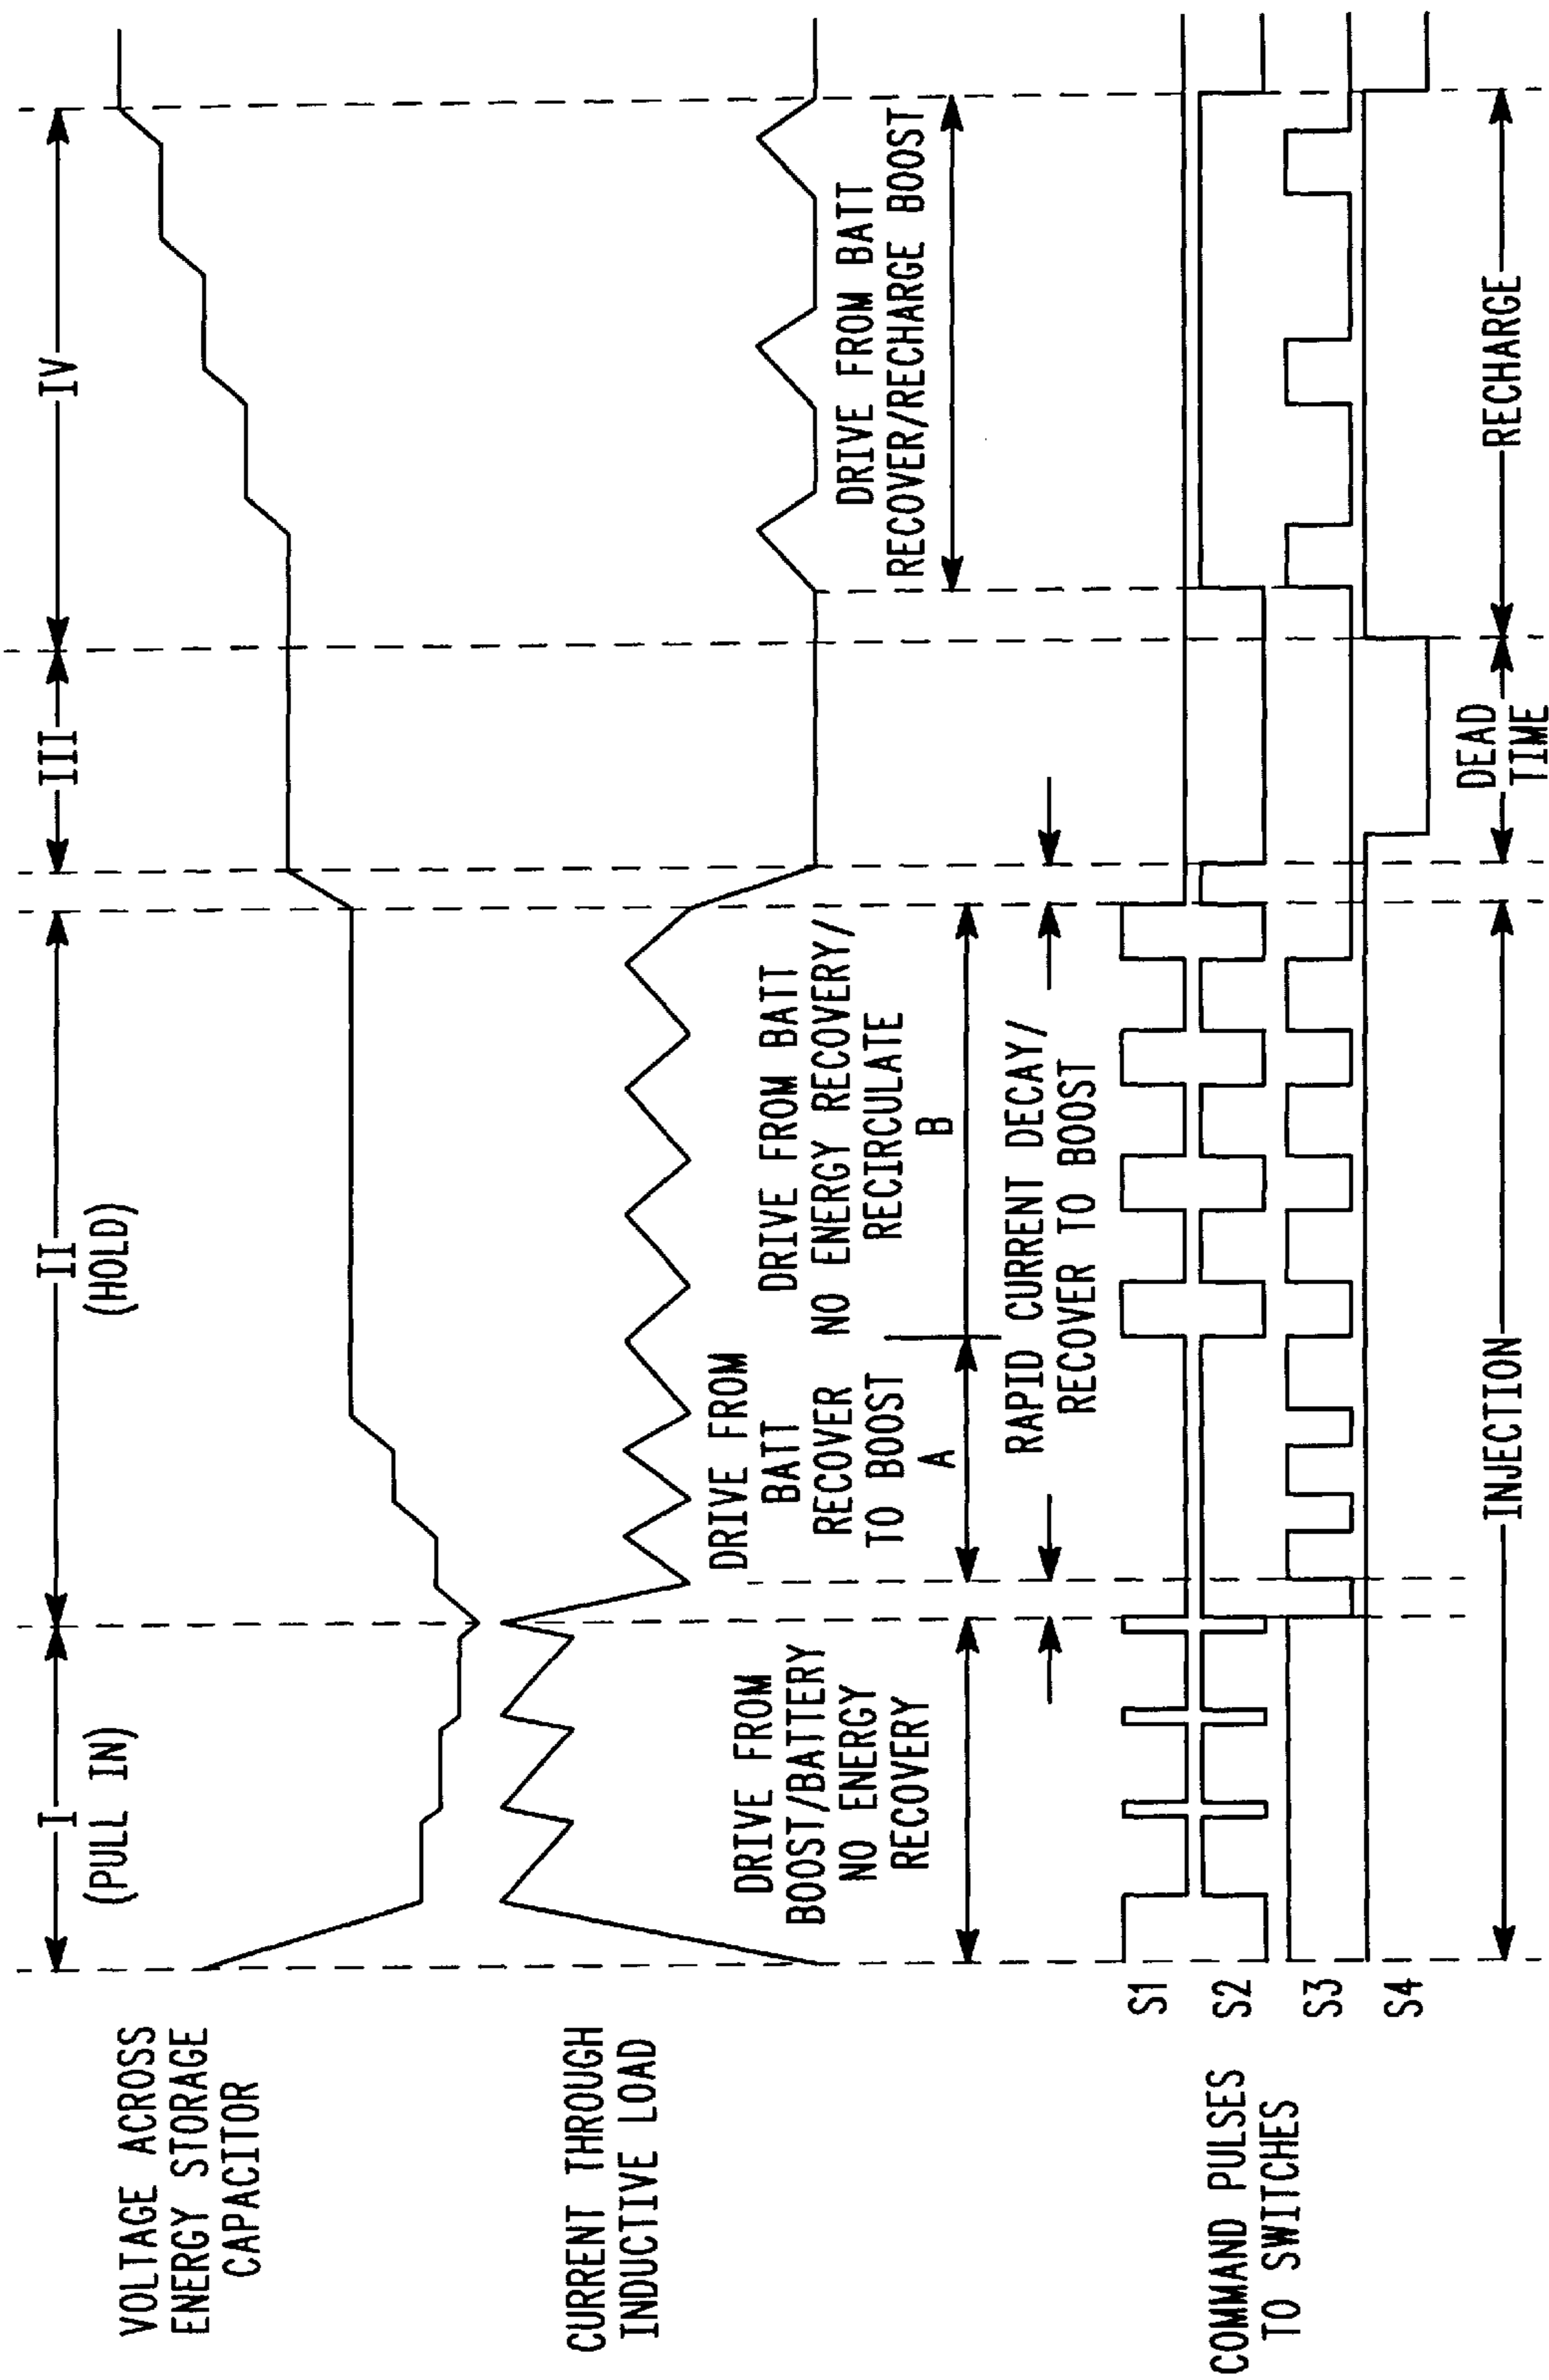 I
(PULL IN)
II
(HOLD)
III
IV
VOLTAGE ACROSS
ENERGY STORAGE
CAPACITOR
CURRENT THROUGH
INDUCTIVE LOAD
DRIVE FROM
BOOST/BATTERY
NO ENERGY
RECOVERY
DRIVE FROM
BATT
RECOVER
TO BOOST
A
DRIVE FROM BATT
NO ENERGY RECOVERY/
RECIRCULATE
B
RAPID CURRENT DECAY/
RECOVER TO BOOST
DRIVE FROM BATT
RECOVER/RECHARGE BOOST
COMMAND PULSES
TO SWITCHES
S1
S2
S3
S4
INJECTION
DEAD
TIME
RECHARGE